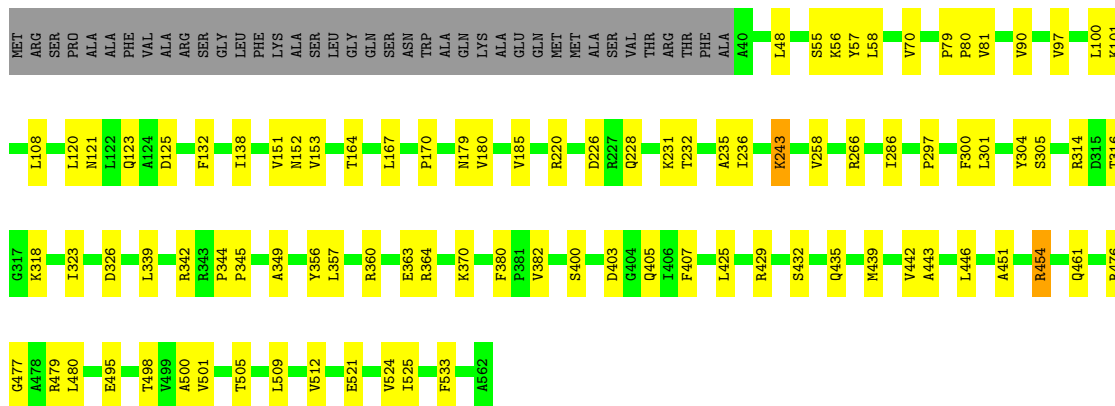 MET ARG SER PRO ALA ALA PHE VAL ALA ARG SER GLY LEU PHE LYS ALA SER LEU GLY GLN SER ASN TRP ALA GLN LYS ALA GLU GLN MET MET ALA SER VAL THR ARG THR PHE ALA A40 L48 S55 K56 Y57 L58 V70 P79 P80 V81 V90 V97 L100 K101
L108 L120 N121 L122 Q123 A124 D125 F132 I138 V151 N152 V153 T164 L167 P170 N179 V180 V185 R220 D226 R227 Q228 K231 T232 A235 I236 K243 V258 R266 I286 P297 F300 L301 Y304 S305 R314 D315 T316
G317 K318 I323 D326 L339 R342 R343 P344 P345 A349 Y356 L357 R360 E363 R364 K370 F380 P381 V382 S400 D403 G404 Q405 I406 F407 L425 R429 S432 Q435 M439 V442 A443 L446 A451 R454 Q461 R476
G477 A478 R479 L480 E495 T498 V499 A500 V501 T505 L509 V512 E521 V524 I525 F533 A562